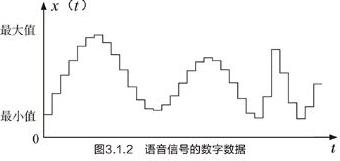 x（t）
最大值
最小值
0
t
图3.1.2 语音信号的数字数据